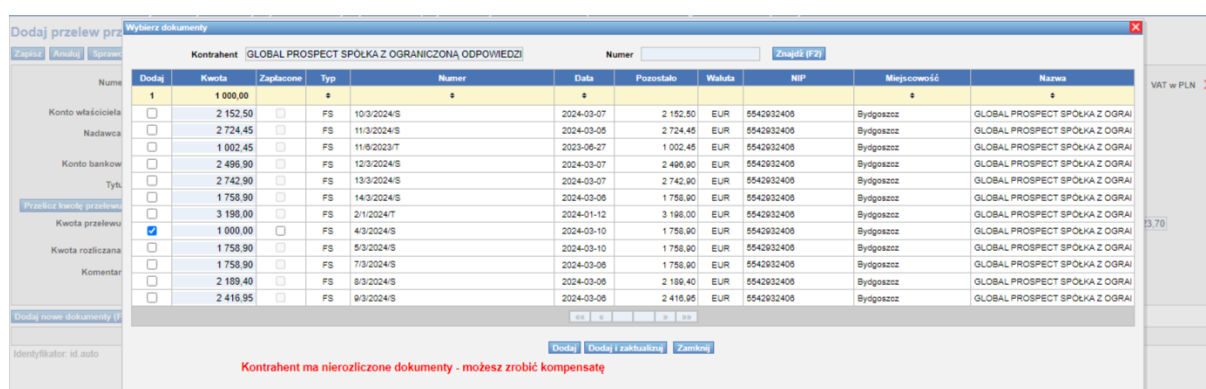 Dodaj przelew prz
Wybierz dokumenty
Zapisz Anuluj Sprawd
Kontrahent GLOBAL PROSPECT SPÓŁKA Z OGRANICZONĄ ODPOWIEDZI Numer Znajdź (F2)
Nume
VAT w PLN
Konto właściciela
Nadawca
Konto bankow
Tytu
Przelicz kwotę przelewu
Kwota przelewu
23,70
Kwota rozliczana
Komentar
Dodaj nowe dokumenty (F
Identyfikator: id.auto
Dodaj Kwota Zapłacone Typ Numer Data Pozostało Waluta NIP Miejscowość Nazwa
1 1 000,00
2 152,50 FS 10/3/2024/S 2024-03-07 2 152,50 EUR 5542932406 Bydgoszcz GLOBAL PROSPECT SPÓŁKA Z OGRAI
2 724,45 FS 11/3/2024/S 2024-03-05 2 724,45 EUR 5542932406 Bydgoszcz GLOBAL PROSPECT SPÓŁKA Z OGRAI
1 002,45 FS 11/6/2023/T 2023-06-27 1 002,45 EUR 5542932406 Bydgoszcz GLOBAL PROSPECT SPÓŁKA Z OGRAI
2 496,90 FS 12/3/2024/S 2024-03-07 2 496,90 EUR 5542932406 Bydgoszcz GLOBAL PROSPECT SPÓŁKA Z OGRAI
2 742,90 FS 13/3/2024/S 2024-03-07 2 742,90 EUR 5542932406 Bydgoszcz GLOBAL PROSPECT SPÓŁKA Z OGRAI
1 758,90 FS 14/3/2024/S 2024-03-06 1 758,90 EUR 5542932406 Bydgoszcz GLOBAL PROSPECT SPÓŁKA Z OGRAI
3 198,00 FS 2/1/2024/T 2024-01-12 3 198,00 EUR 5542932406 Bydgoszcz GLOBAL PROSPECT SPÓŁKA Z OGRAI
1 000,00 FS 4/3/2024/S 2024-03-10 1 758,90 EUR 5542932406 Bydgoszcz GLOBAL PROSPECT SPÓŁKA Z OGRAI
1 758,90 FS 5/3/2024/S 2024-03-10 1 758,90 EUR 5542932406 Bydgoszcz GLOBAL PROSPECT SPÓŁKA Z OGRAI
1 758,90 FS 7/3/2024/S 2024-03-06 1 758,90 EUR 5542932406 Bydgoszcz GLOBAL PROSPECT SPÓŁKA Z OGRAI
2 189,40 FS 8/3/2024/S 2024-03-06 2 189,40 EUR 5542932406 Bydgoszcz GLOBAL PROSPECT SPÓŁKA Z OGRAI
2 416,95 FS 9/3/2024/S 2024-03-06 2 416,95 EUR 5542932406 Bydgoszcz GLOBAL PROSPECT SPÓŁKA Z OGRAI
Dodaj Dodaj i zaktualizuj Zamknij
Kontrahent ma nierozliczone dokumenty - możesz zrobić kompensatę